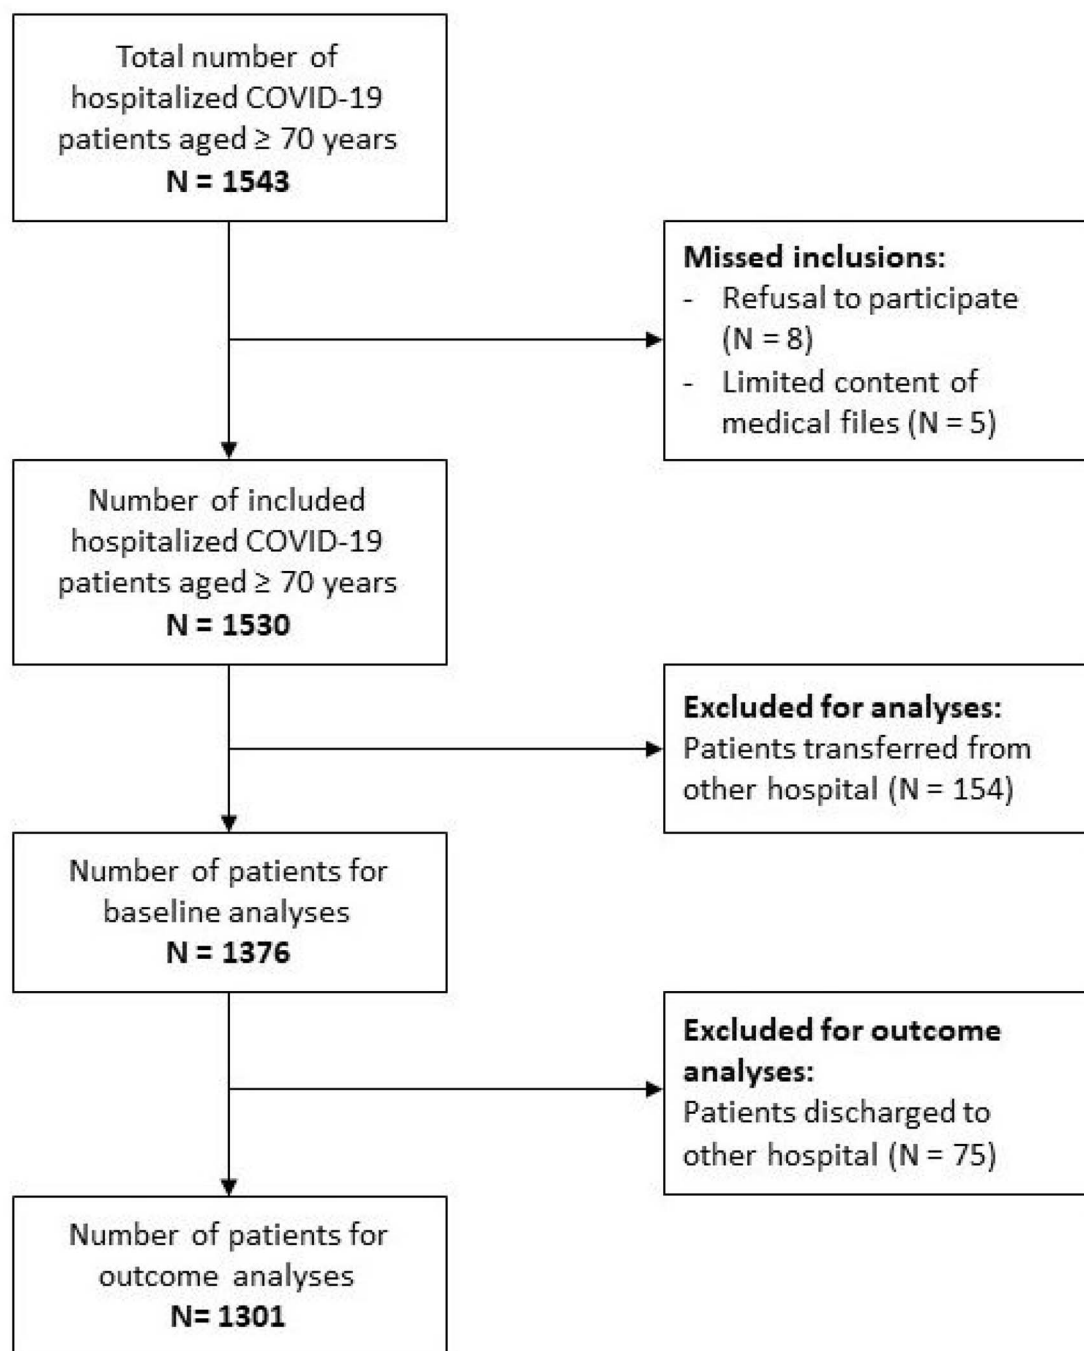 Total number of
hospitalized COVID-19
patients aged ≥ 70 years
N = 1543
Missed inclusions:
- Refusal to participate
(N = 8)
- Limited content of
medical files (N = 5)
Number of included
hospitalized COVID-19
patients aged ≥ 70 years
N = 1530
Excluded for analyses:
Patients transferred from
other hospital (N = 154)
Number of patients for
baseline analyses
N = 1376
Excluded for outcome
analyses:
Patients discharged to
other hospital (N = 75)
Number of patients for
outcome analyses
N= 1301